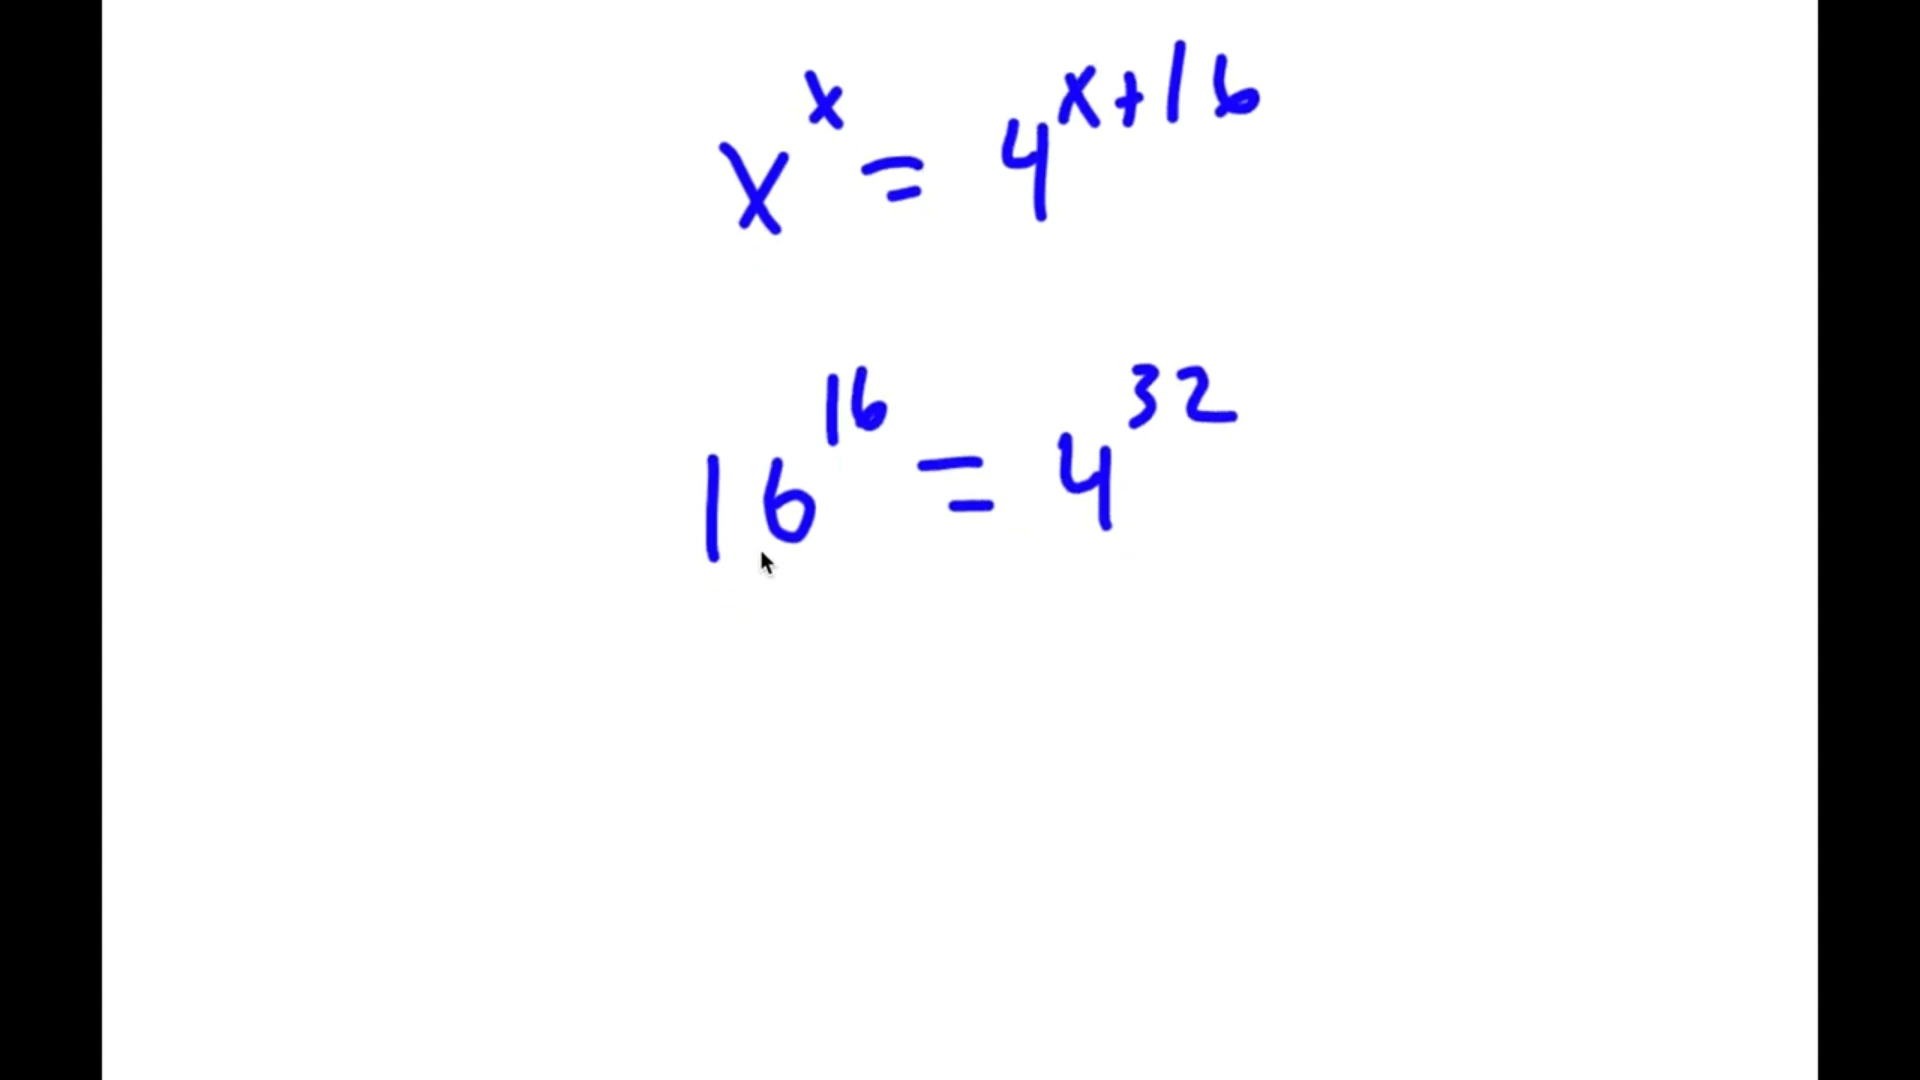 x^x = 4^{x+16}
16^{16} = 4^{32}